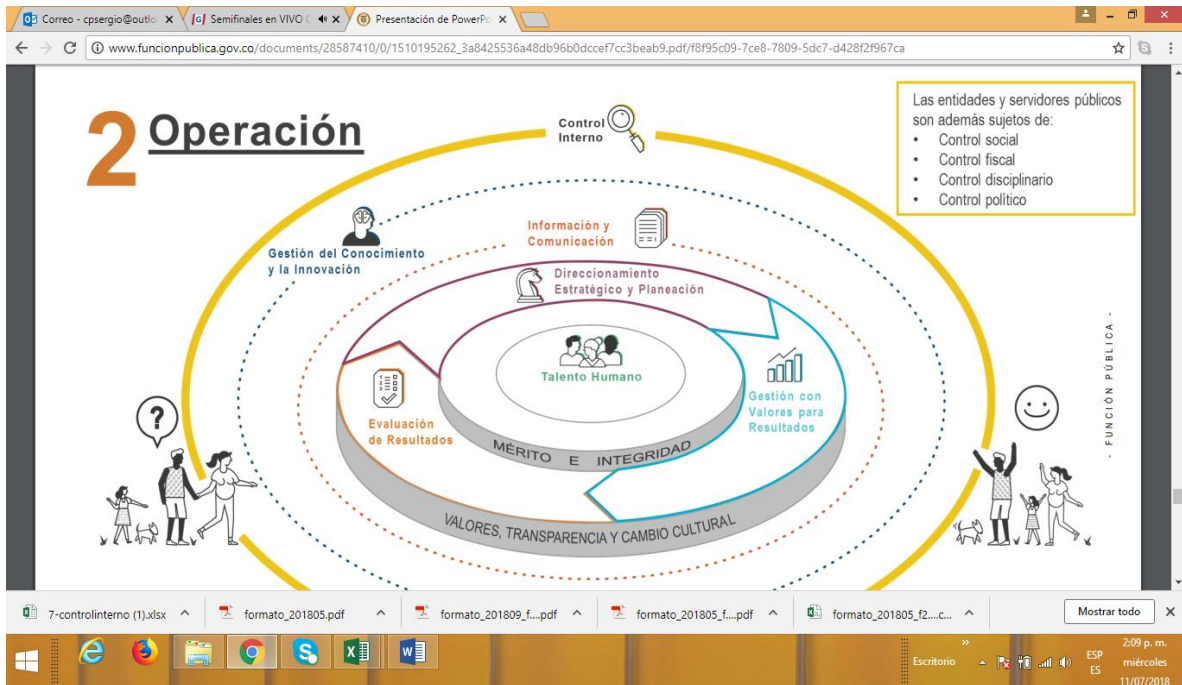 Correo - cpsergio@outlo
Semifinales en VIVO
Presentación de PowerPo
www.funcionpublica.gov.co/documents/28587410/0/1510195262_3a8425536a48db96b0dccef7cc3beab9.pdf/f8f95c09-7ce8-7809-5dc7-d428f2f967ca
2 Operación
Control
Interno
Las entidades y servidores públicos
son además sujetos de:
• Control social
• Control fiscal
• Control disciplinario
• Control político
Gestión del Conocimiento
y la Innovación
Información y
Comunicación
Direccionamiento
Estratégico y Planeación
Talento Humano
Gestión con
Valores para
Resultados
Evaluación
de Resultados
MÉRITO E INTEGRIDAD
VALORES, TRANSPARENCIA Y CAMBIO CULTURAL
?
- FUNCIÓN PÚBLICA -
7-controlinterno (1).xlsx
formato_201805.pdf
formato_201809_f....pdf
formato_201805_f....pdf
formato_201805_f2....c...
Mostrar todo
Escritorio
ESP
ES
2:09 p. m.
miércoles
11/07/2018